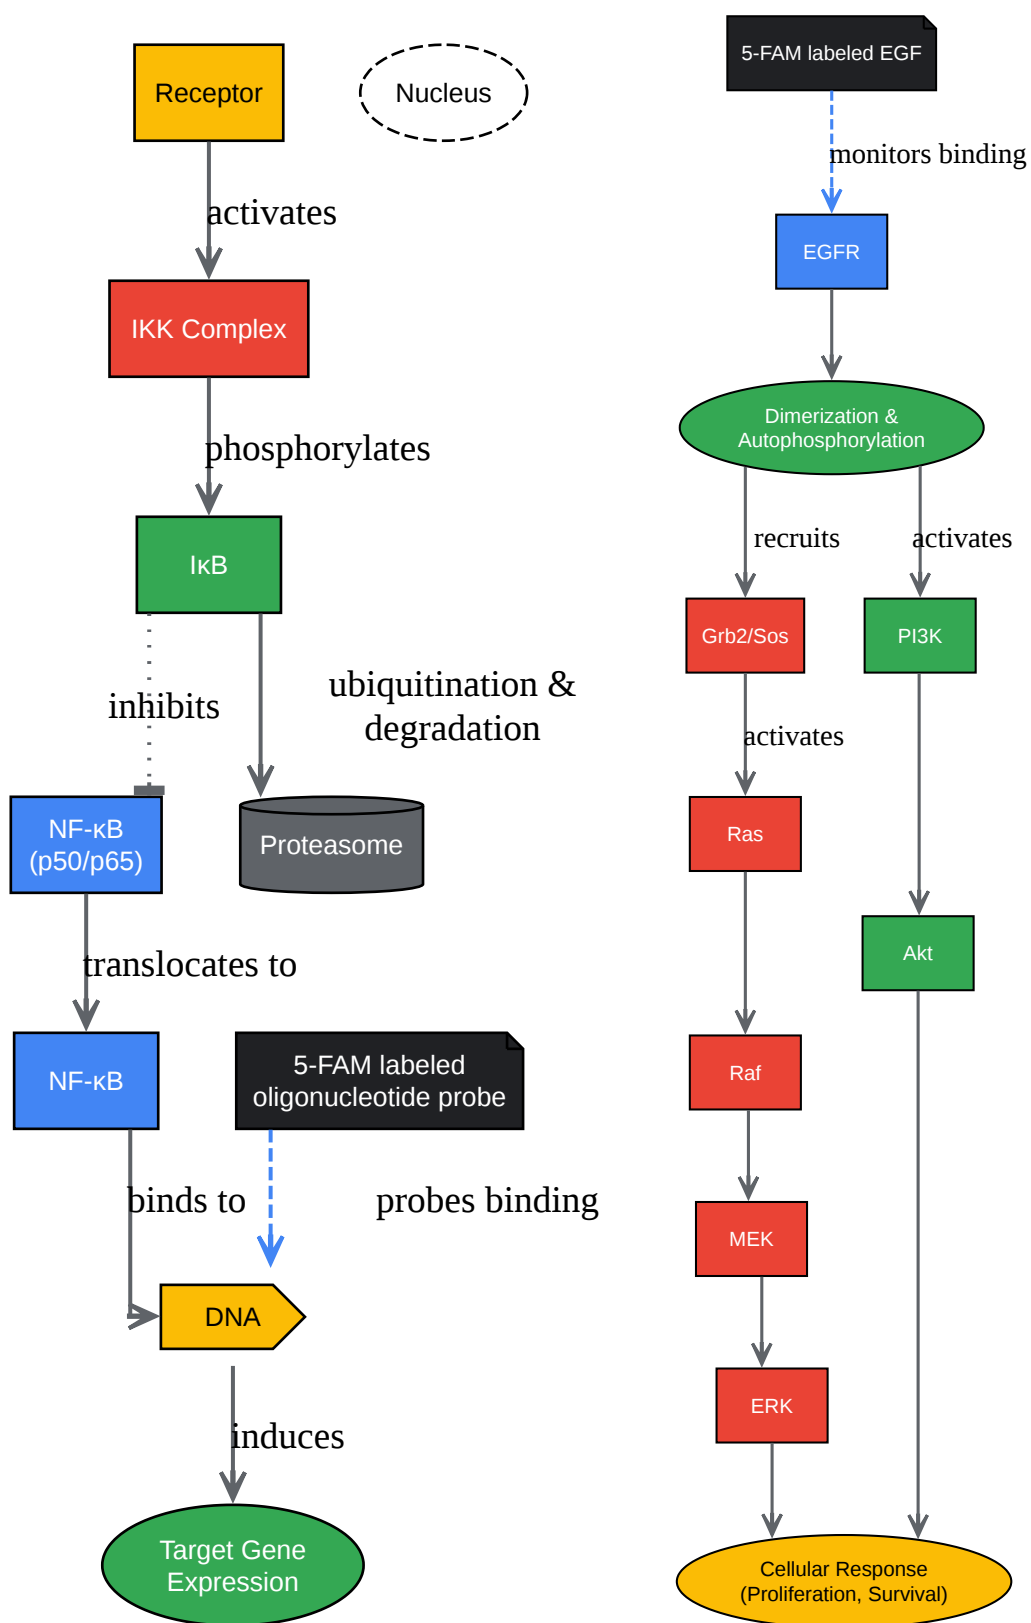 Receptor
Nucleus
activates
IKK Complex
phosphorylates
IκB
inhibits
ubiquitination &
degradation
NF-κB
(p50/p65)
Proteasome
translocates to
NF-κB
5-FAM labeled
oligonucleotide probe
binds to
probes binding
DNA
induces
Target Gene
Expression
5-FAM labeled EGF
monitors binding
EGFR
Dimerization &
Autophosphorylation
recruits
activates
Grb2/Sos
PI3K
activates
Ras
Akt
Raf
MEK
ERK
Cellular Response
(Proliferation, Survival)